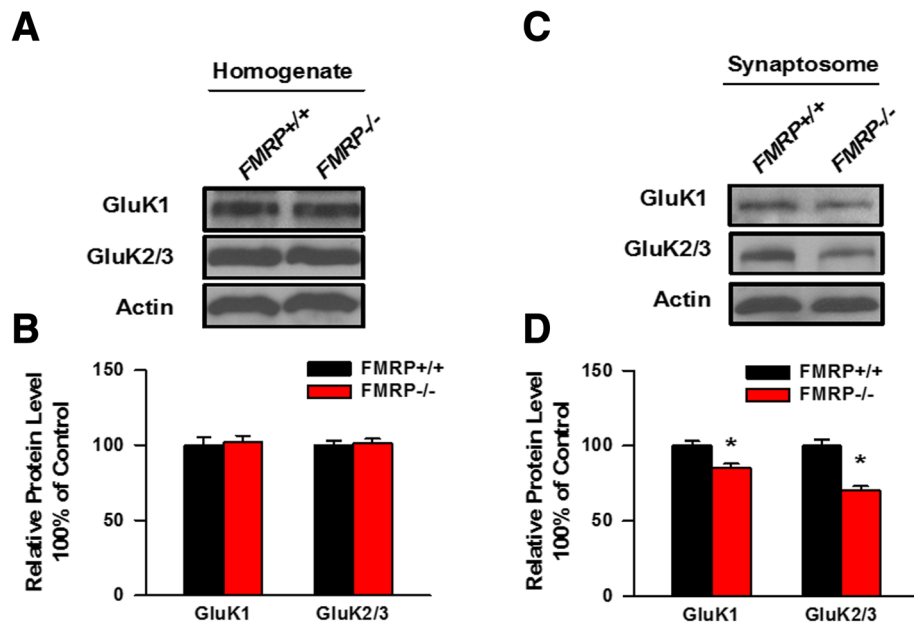 A
Homogenate
FMRP+/+ FMRP-/-
GluK1
GluK2/3
Actin
B
150
100
50
0
Relative Protein Level
100% of Control
FMRP+/+
FMRP-/-
GluK1 GluK2/3
C
Synaptosome
FMRP+/+ FMRP-/-
GluK1
GluK2/3
Actin
D
150
100
50
0
Relative Protein Level
100% of Control
FMRP+/+
FMRP-/-
*
*
GluK1 GluK2/3